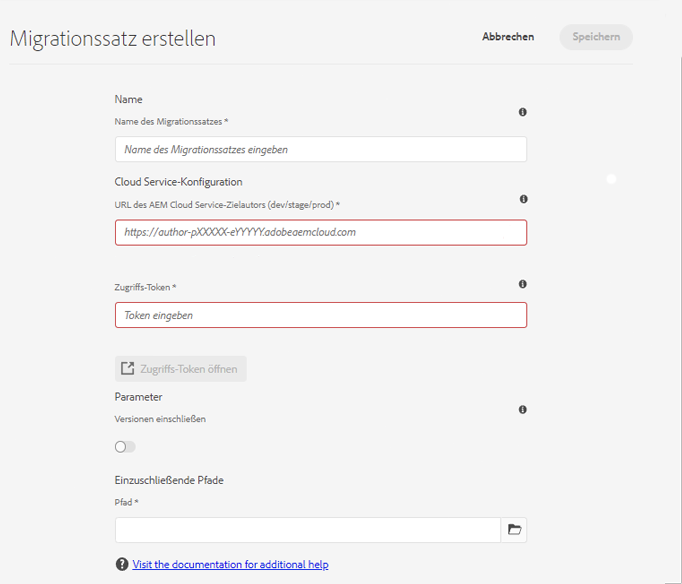 Migrationssatz erstellen
Abbrechen
Speichern
Name
Name des Migrationssatzes *
Name des Migrationssatzes eingeben
Cloud Service-Konfiguration
URL des AEM Cloud Service-Zielautors (dev/stage/prod) *
https://author-pXXXXX-eYYYYY.adobeaemcloud.com
Zugriffs-Token *
Token eingeben
Zugriffs-Token öffnen
Parameter
Versionen einschließen
Einzuschließende Pfade
Pfad *
Visit the documentation for additional help